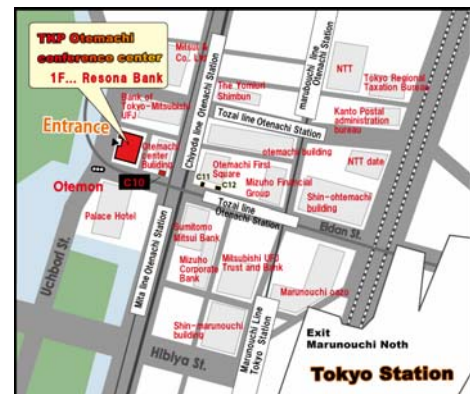 TKP Otemachi
conference center
1F... Resona Bank
Entrance
Mitsui &
Co., Ltd
Bank of
Tokyo-Mitsubishi
UFJ
Otemachi
center
Building
Chiyoda line Otemachi Station
The Yomiuri
Shimbun
marubouchi line
Otemachi Station
NTT
Tokyo Regional
Taxation Bureau
Kanto Postal
administration
bureau
Tozai line
Otemachi Station
otemachi building
NTT date
Otemachi First
Square
C11
C12
Mizuho Financial
Group
Shin-ohtemachi
building
Otemon
C10
Palace Hotel
Tozai line
Otemachi Station
Eidan St.
Uchbori St.
Mita line Otemachi Station
Sumitomo
Mitsui Bank
Mizuho
Corporate
Bank
Mitsubishi UFJ
Trust and Bank
Marunouchi oazo
Shin-marunouchi
building
Marunouchi Line
Tokyo Station
Hibiya St.
Exit
Marunouchi Noth
Tokyo Station